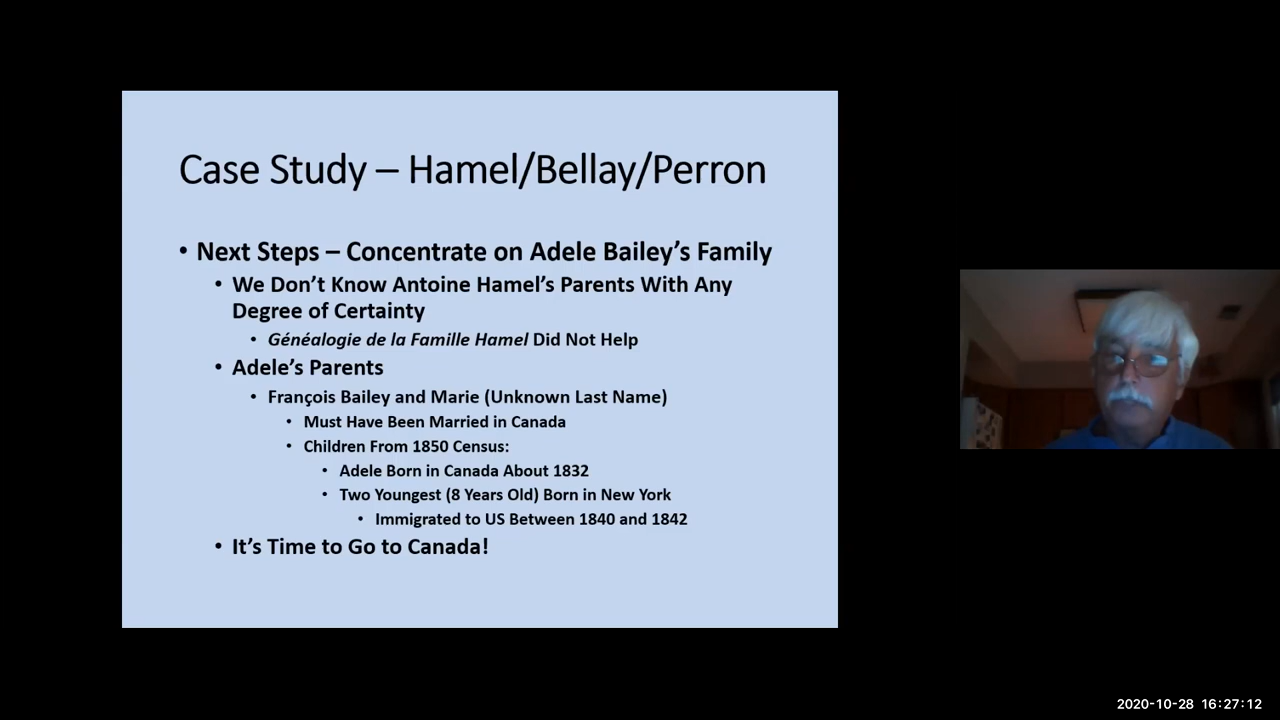 Case Study – Hamel/Bellay/Perron
• Next Steps – Concentrate on Adele Bailey's Family
• We Don't Know Antoine Hamel's Parents With Any
Degree of Certainty
• Généalogie de la Famille Hamel Did Not Help
• Adele's Parents
• François Bailey and Marie (Unknown Last Name)
• Must Have Been Married in Canada
• Children From 1850 Census:
• Adele Born in Canada About 1832
• Two Youngest (8 Years Old) Born in New York
• Immigrated to US Between 1840 and 1842
• It's Time to Go to Canada!
2020-10-28 16:27:12